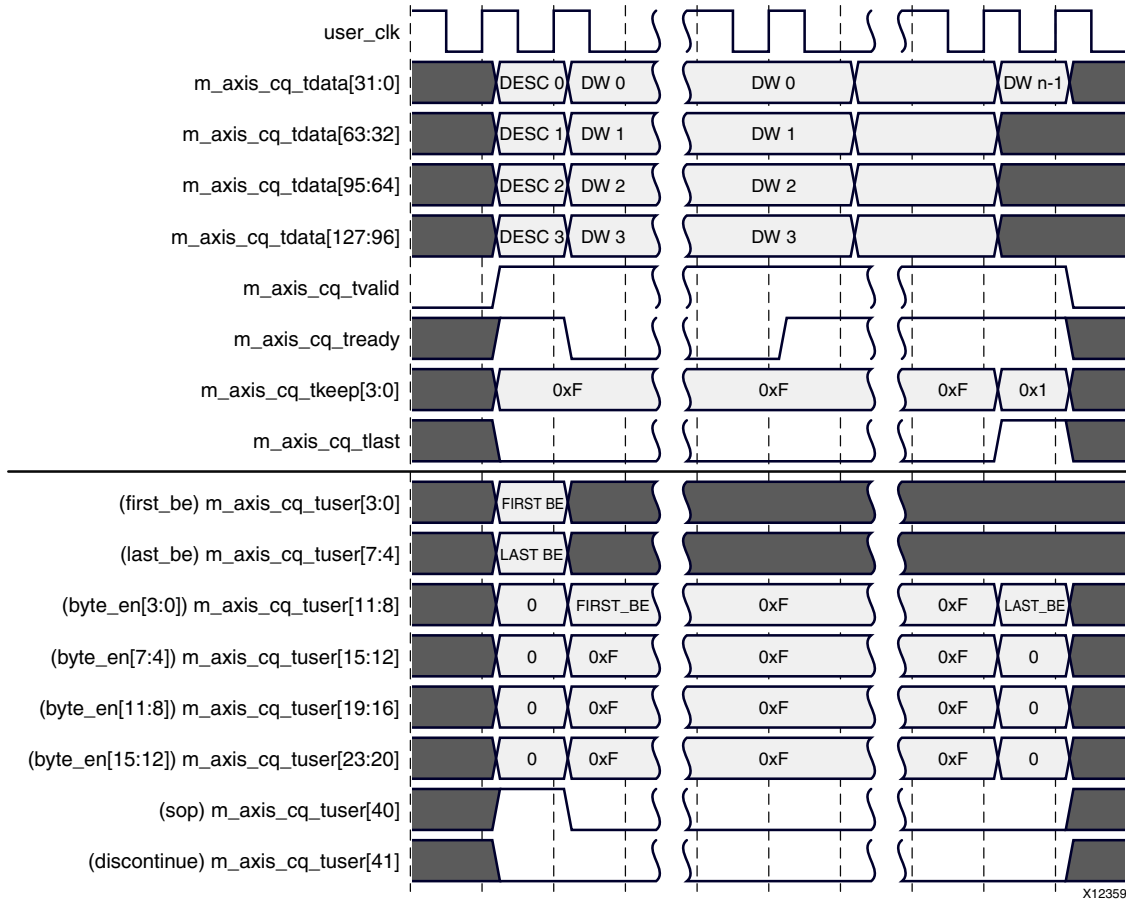 user_clk
m_axis_cq_tdata[31:0] DESC 0 DW 0 DW 0 DW n-1
m_axis_cq_tdata[63:32] DESC 1 DW 1 DW 1
m_axis_cq_tdata[95:64] DESC 2 DW 2 DW 2
m_axis_cq_tdata[127:96] DESC 3 DW 3 DW 3
m_axis_cq_tvalid
m_axis_cq_tready
m_axis_cq_tkeep[3:0] 0xF 0xF 0xF 0x1
m_axis_cq_tlast
(first_be) m_axis_cq_tuser[3:0] FIRST BE
(last_be) m_axis_cq_tuser[7:4] LAST BE
(byte_en[3:0]) m_axis_cq_tuser[11:8] 0 FIRST_BE 0xF 0xF LAST_BE
(byte_en[7:4]) m_axis_cq_tuser[15:12] 0 0xF 0xF 0xF 0
(byte_en[11:8]) m_axis_cq_tuser[19:16] 0 0xF 0xF 0xF 0
(byte_en[15:12]) m_axis_cq_tuser[23:20] 0 0xF 0xF 0xF 0
(sop) m_axis_cq_tuser[40]
(discontinue) m_axis_cq_tuser[41]
X12359